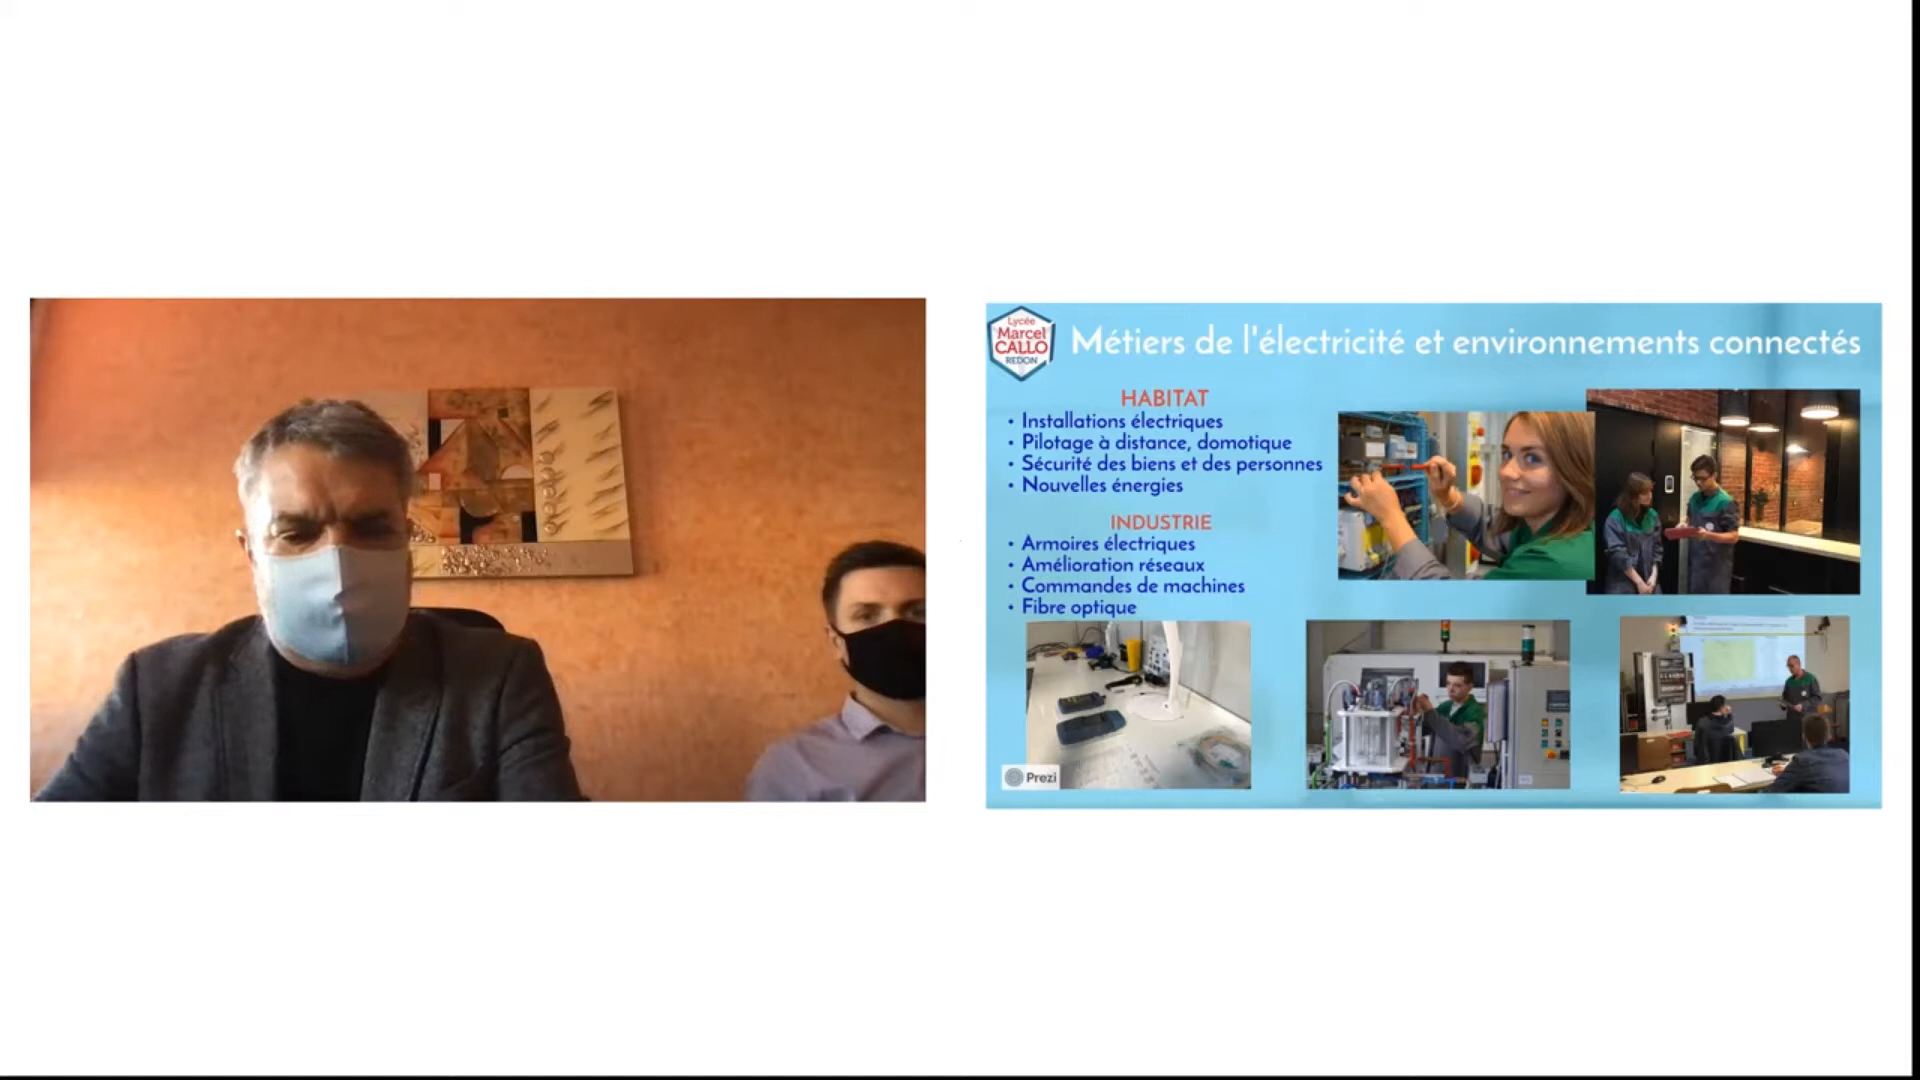 Lycée
Marcel
CALLO
REDON
Métiers de l'électricité et environnements connectés
HABITAT
• Installations électriques
• Pilotage à distance, domotique
• Sécurité des biens et des personnes
• Nouvelles énergies
INDUSTRIE
• Armoires électriques
• Amélioration réseaux
• Commandes de machines
• Fibre optique
Prezi